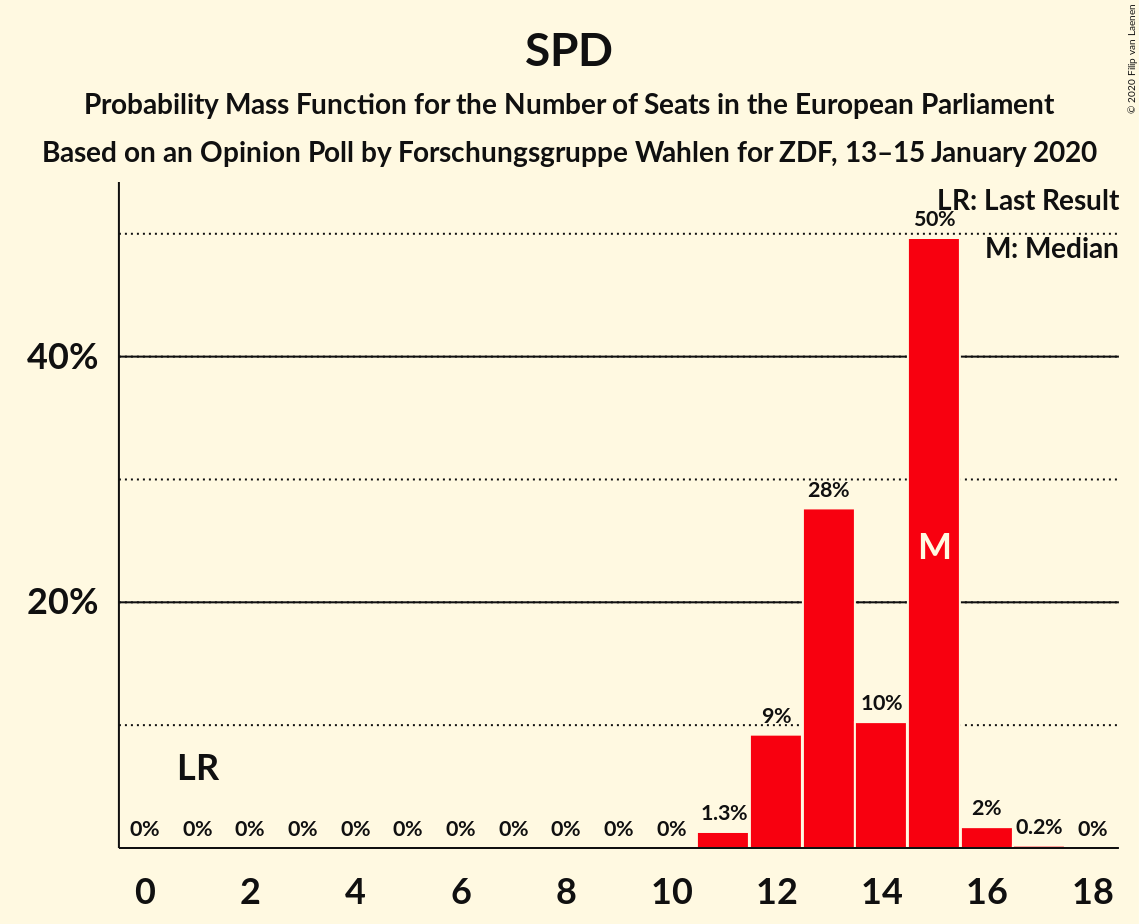 SPD
Probability Mass Function for the Number of Seats in the European Parliament
Based on an Opinion Poll by Forschungsgruppe Wahlen for ZDF, 13–15 January 2020
© 2020 Filip van Laenen
LR: Last Result
M: Median
50%
40%
28%
M
20%
10%
9%
LR
1.3%
2%
0% 0% 0% 0% 0% 0% 0% 0% 0% 0% 0% 0.2% 0%
0 2 4 6 8 10 12 14 16 18